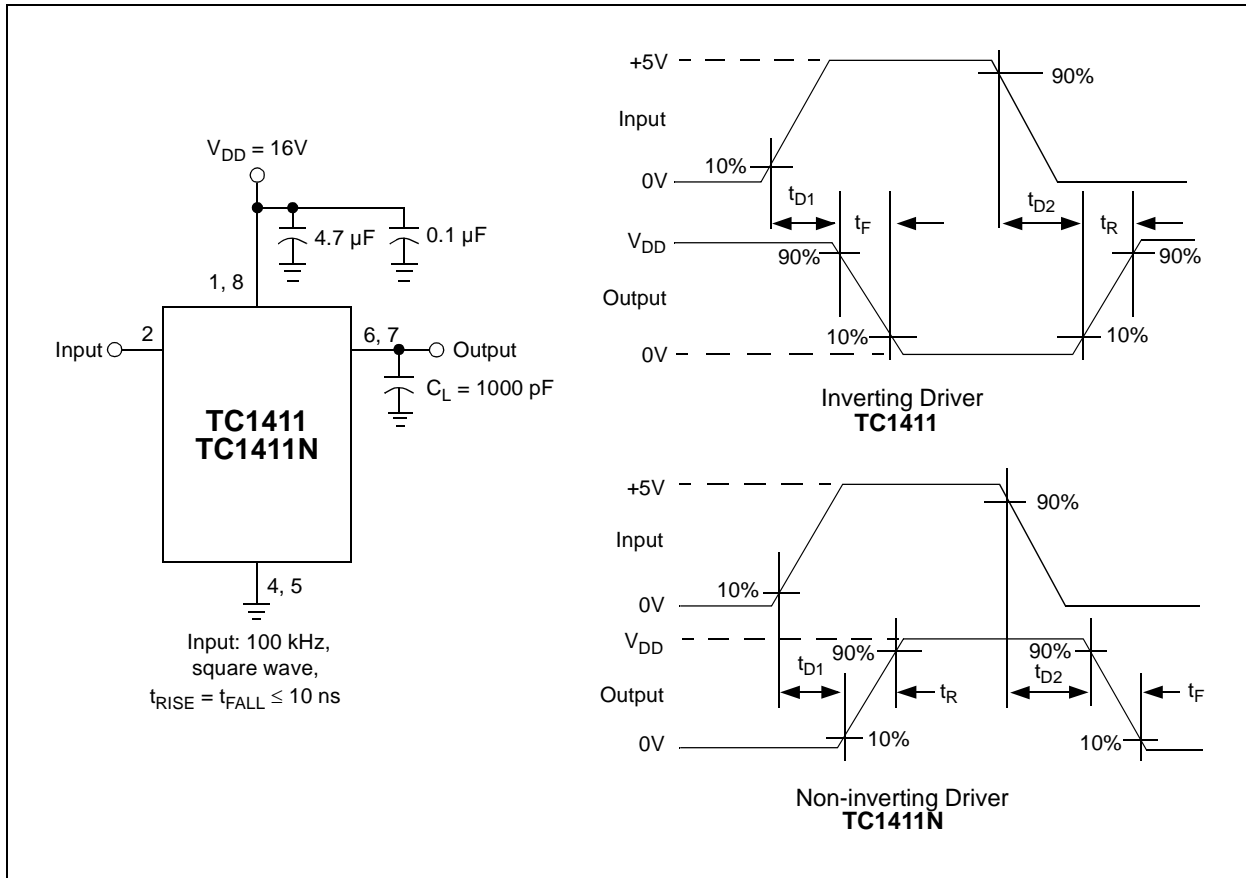 V_DD = 16V
4.7 µF
0.1 µF
1, 8
Input
2
6, 7
Output
C_L = 1000 pF
TC1411
TC1411N
4, 5
Input: 100 kHz,
square wave,
t_RISE = t_FALL ≤ 10 ns
+5V
90%
Input
10%
0V
t_D1
t_F
t_D2
t_R
V_DD
90%
90%
Output
10%
10%
0V
Inverting Driver
TC1411
+5V
90%
Input
10%
0V
V_DD
t_D1
90%
90%
t_D2
t_R
t_F
Output
10%
10%
0V
Non-inverting Driver
TC1411N